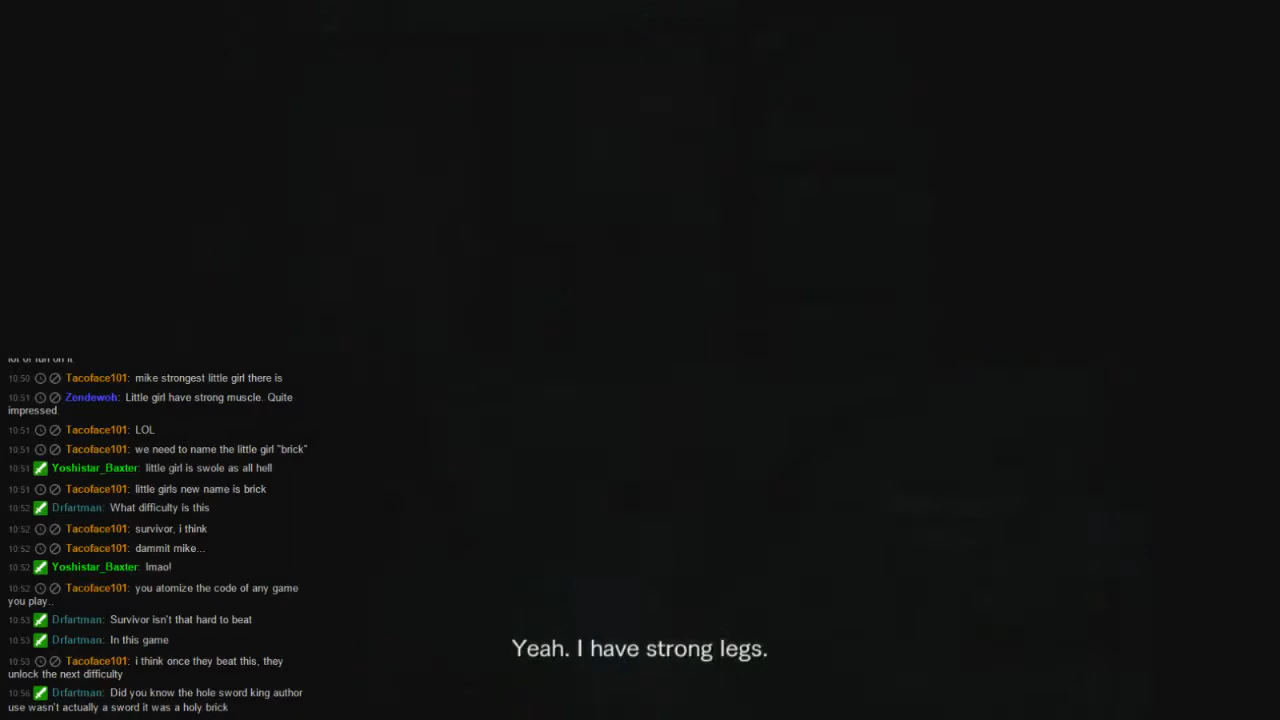 lot of fun on it
10:50 Tacoface101: mike strongest little girl there is
10:51 Zendewoh: Little girl have strong muscle. Quite
impressed.
10:51 Tacoface101: LOL
10:51 Tacoface101: we need to name the little girl "brick"
10:51 Yoshistar_Baxter: little girl is swole as all hell
10:51 Tacoface101: little girls new name is brick
10:52 Drfartman: What difficulty is this
10:52 Tacoface101: survivor, i think
10:52 Tacoface101: dammit mike...
10:52 Yoshistar_Baxter: lmao!
10:52 Tacoface101: you atomize the code of any game
you play..
10:53 Drfartman: Survivor isn't that hard to beat
10:53 Drfartman: In this game
10:53 Tacoface101: i think once they beat this, they
unlock the next difficulty
10:56 Drfartman: Did you know the hole sword king author
use wasn't actually a sword it was a holy brick
Yeah. I have strong legs.